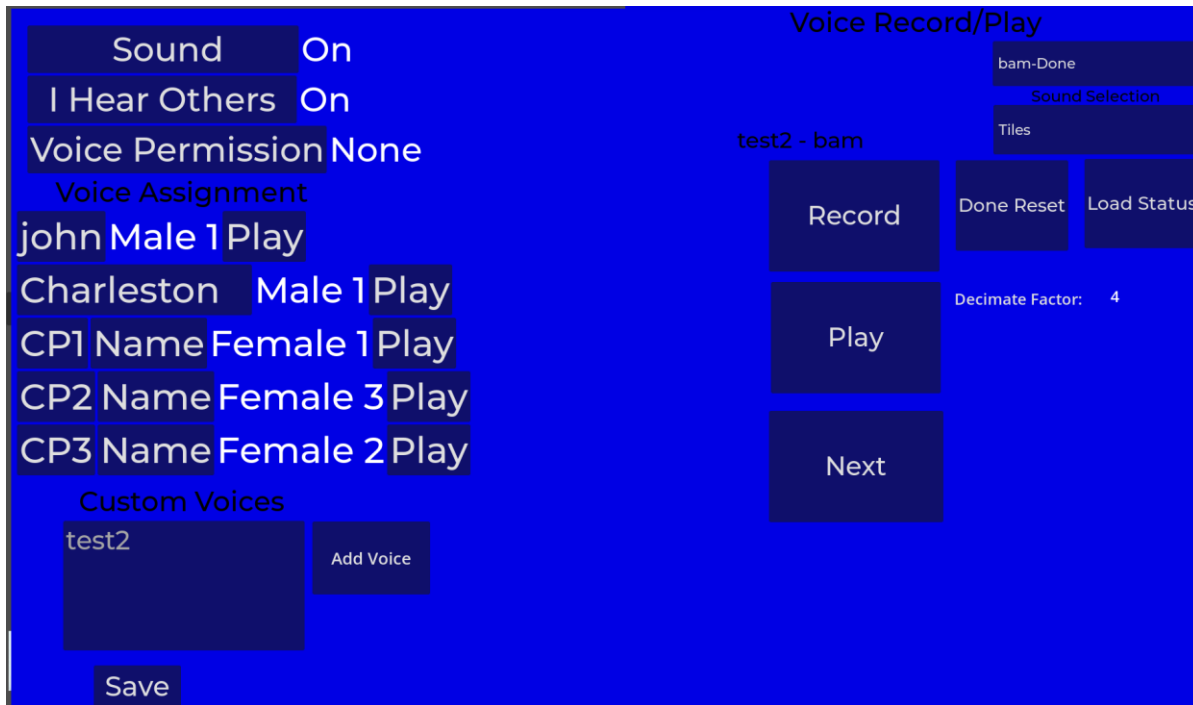 Sound On
I Hear Others On
Voice Permission None
Voice Assignment
john Male 1 Play
Charleston Male 1 Play
CP1 Name Female 1 Play
CP2 Name Female 3 Play
CP3 Name Female 2 Play
Custom Voices
test2
Add Voice
Save
Voice Record/Play
bam-Done
Sound Selection
Tiles
test2 - bam
Record
Done Reset
Load Status
Play
Decimate Factor: 4
Next